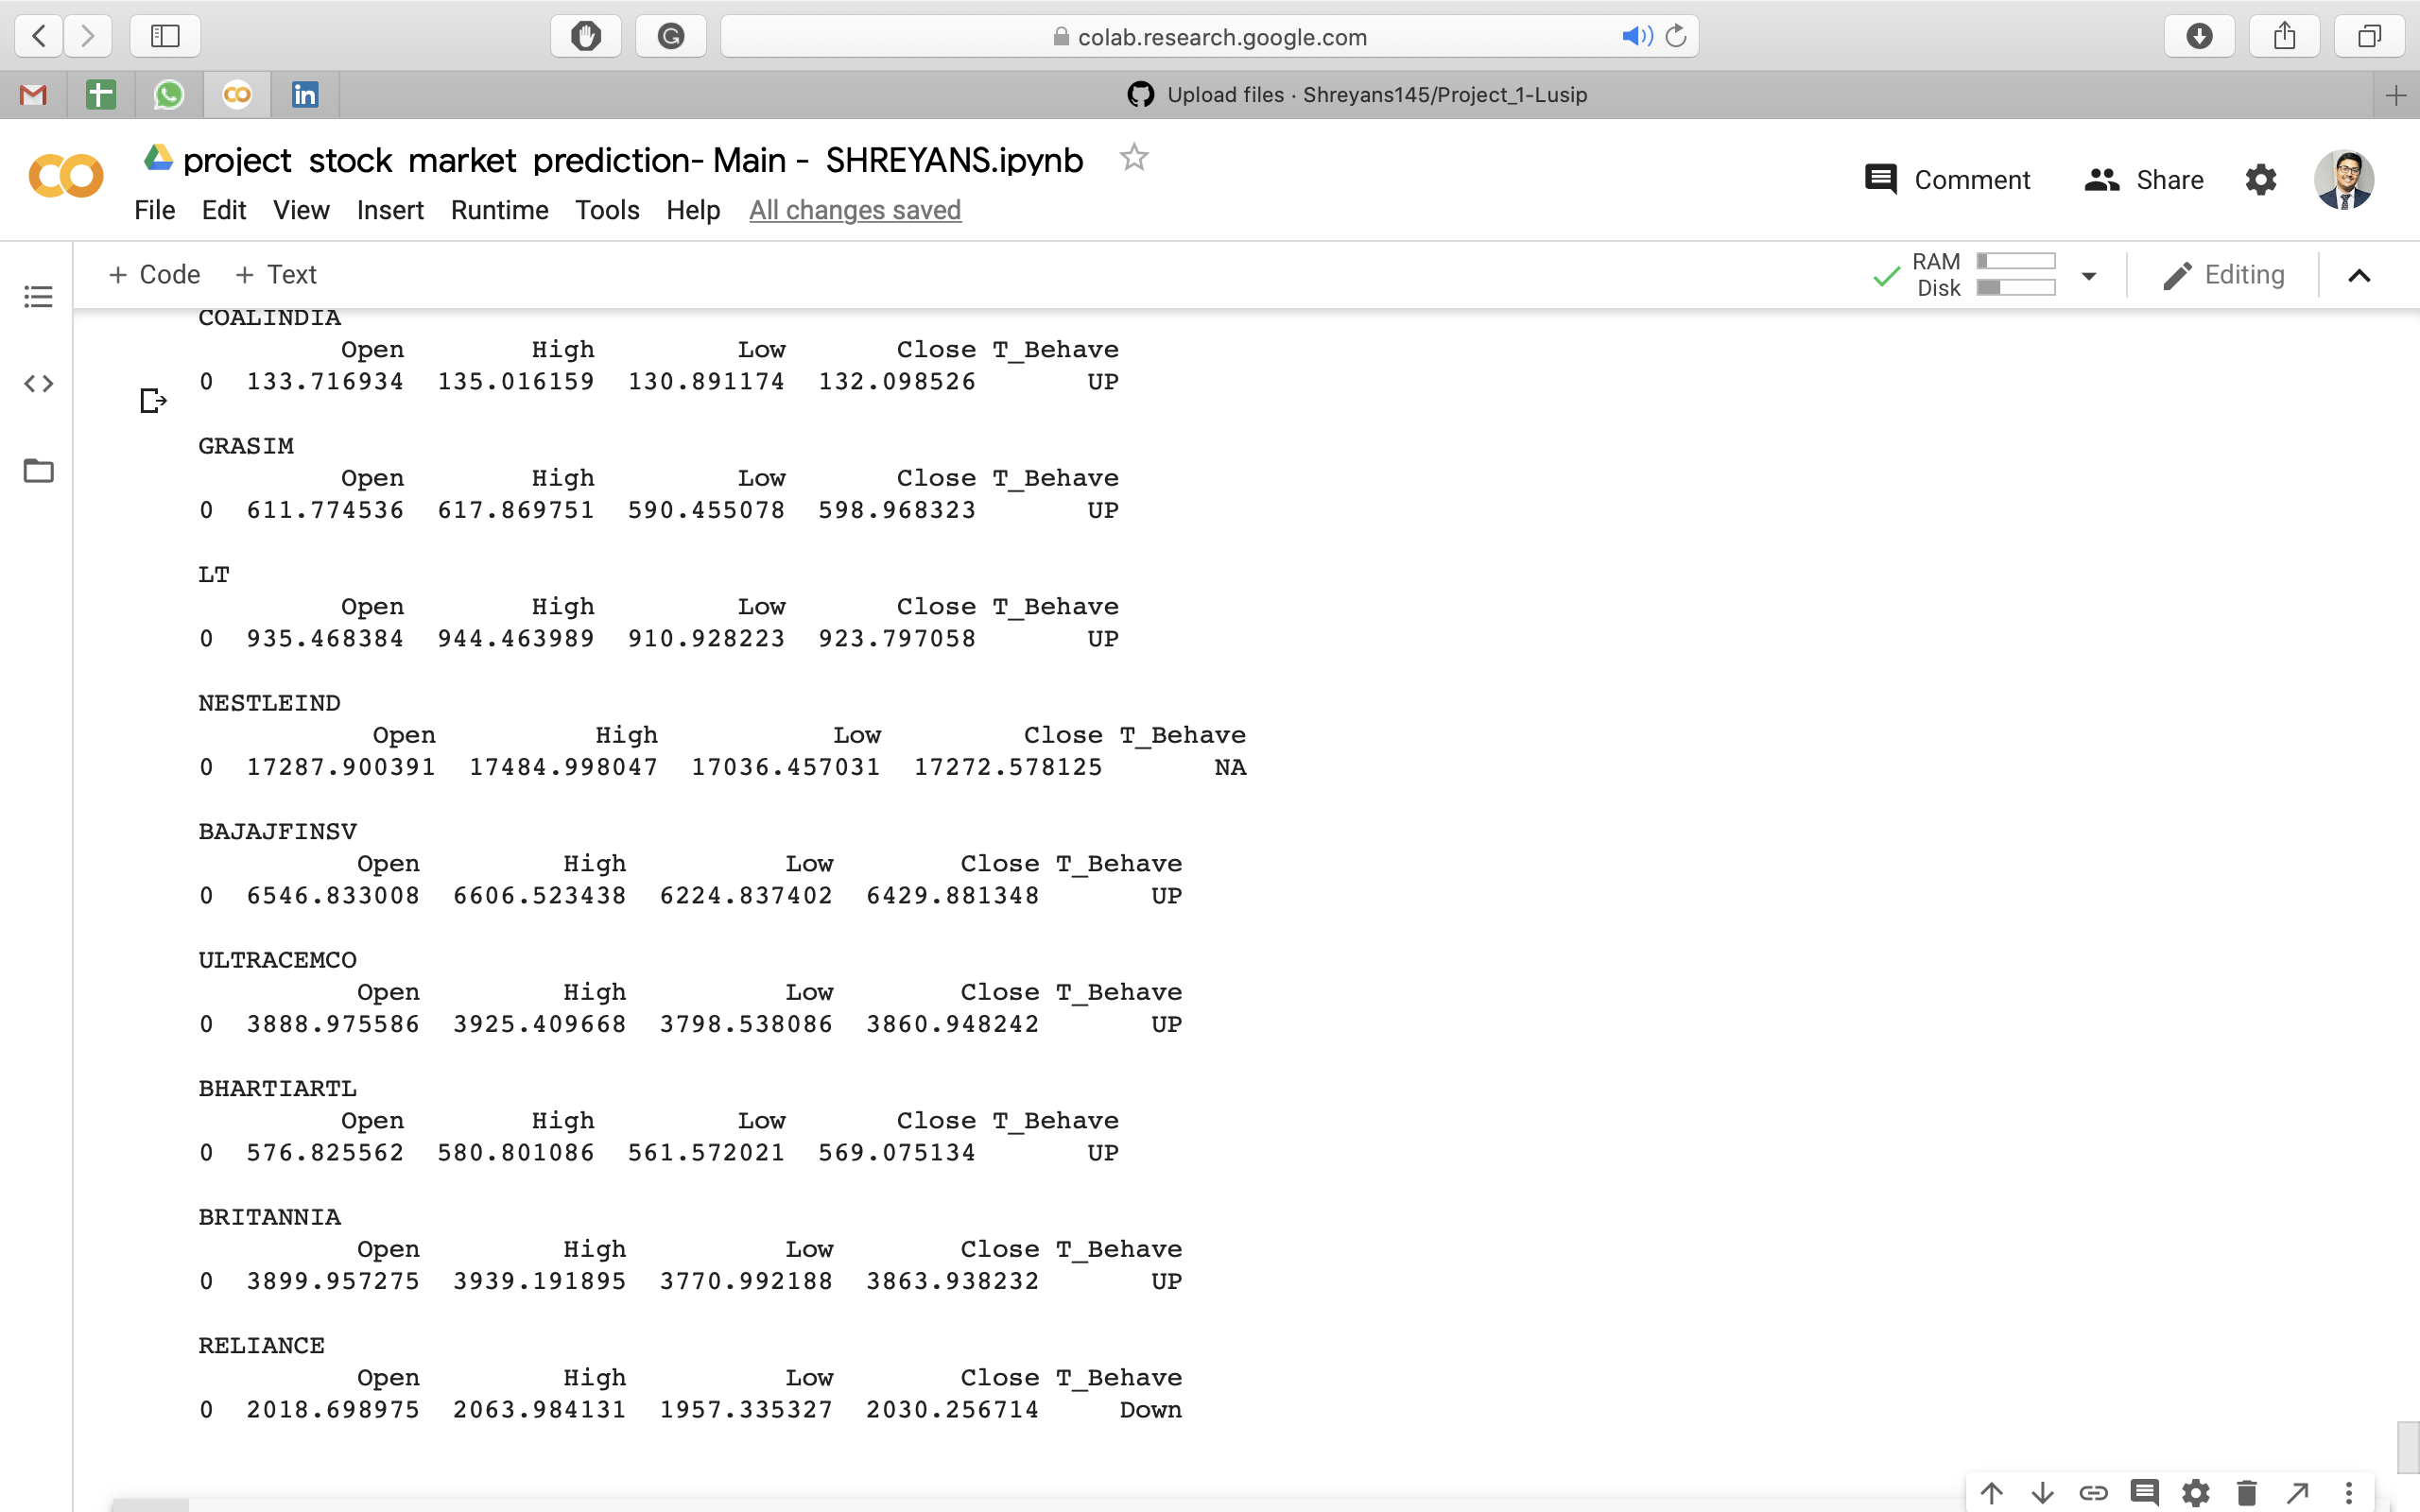 colab.research.google.com
Upload files · Shreyans145/Project_1-Lusip
project stock market prediction- Main - SHREYANS.ipynb
Comment Share
File Edit View Insert Runtime Tools Help All changes saved
+ Code + Text
RAM
Disk
Editing
COALINDIA
Open High Low Close T_Behave
0 133.716934 135.016159 130.891174 132.098526 UP
GRASIM
Open High Low Close T_Behave
0 611.774536 617.869751 590.455078 598.968323 UP
LT
Open High Low Close T_Behave
0 935.468384 944.463989 910.928223 923.797058 UP
NESTLEIND
Open High Low Close T_Behave
0 17287.900391 17484.998047 17036.457031 17272.578125 NA
BAJAJFINSV
Open High Low Close T_Behave
0 6546.833008 6606.523438 6224.837402 6429.881348 UP
ULTRACEMCO
Open High Low Close T_Behave
0 3888.975586 3925.409668 3798.538086 3860.948242 UP
BHARTIARTL
Open High Low Close T_Behave
0 576.825562 580.801086 561.572021 569.075134 UP
BRITANNIA
Open High Low Close T_Behave
0 3899.957275 3939.191895 3770.992188 3863.938232 UP
RELIANCE
Open High Low Close T_Behave
0 2018.698975 2063.984131 1957.335327 2030.256714 Down